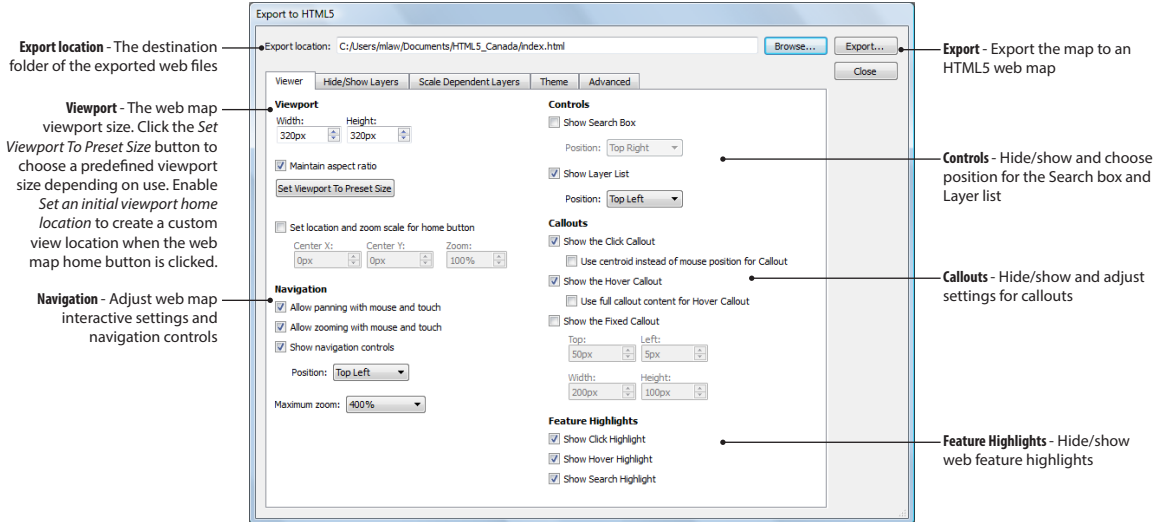 Export to HTML5
Export location: C:/Users/mlaw/Documents/HTML5_Canada/index.html Browse... Export...
Close
Viewer Hide/Show Layers Scale Dependent Layers Theme Advanced
Viewport
Width: Height:
320px 320px
Maintain aspect ratio
Set Viewport To Preset Size
Set location and zoom scale for home button
Center X: Center Y: Zoom:
0px 0px 100%
Navigation
Allow panning with mouse and touch
Allow zooming with mouse and touch
Show navigation controls
Position: Top Left
Maximum zoom: 400%
Controls
Show Search Box
Position: Top Right
Show Layer List
Position: Top Left
Callouts
Show the Click Callout
Use centroid instead of mouse position for Callout
Show the Hover Callout
Use full callout content for Hover Callout
Show the Fixed Callout
Top: Left:
50px 5px
Width: Height:
200px 100px
Feature Highlights
Show Click Highlight
Show Hover Highlight
Show Search Highlight
Export location - The destination
folder of the exported web files
Viewport - The web map
viewport size. Click the Set
Viewport To Preset Size button to
choose a predefined viewport
size depending on use. Enable
Set an initial viewport home
location to create a custom
view location when the web
map home button is clicked.
Navigation - Adjust web map
interactive settings and
navigation controls
Export - Export the map to an
HTML5 web map
Controls - Hide/show and choose
position for the Search box and
Layer list
Callouts - Hide/show and adjust
settings for callouts
Feature Highlights - Hide/show
web feature highlights